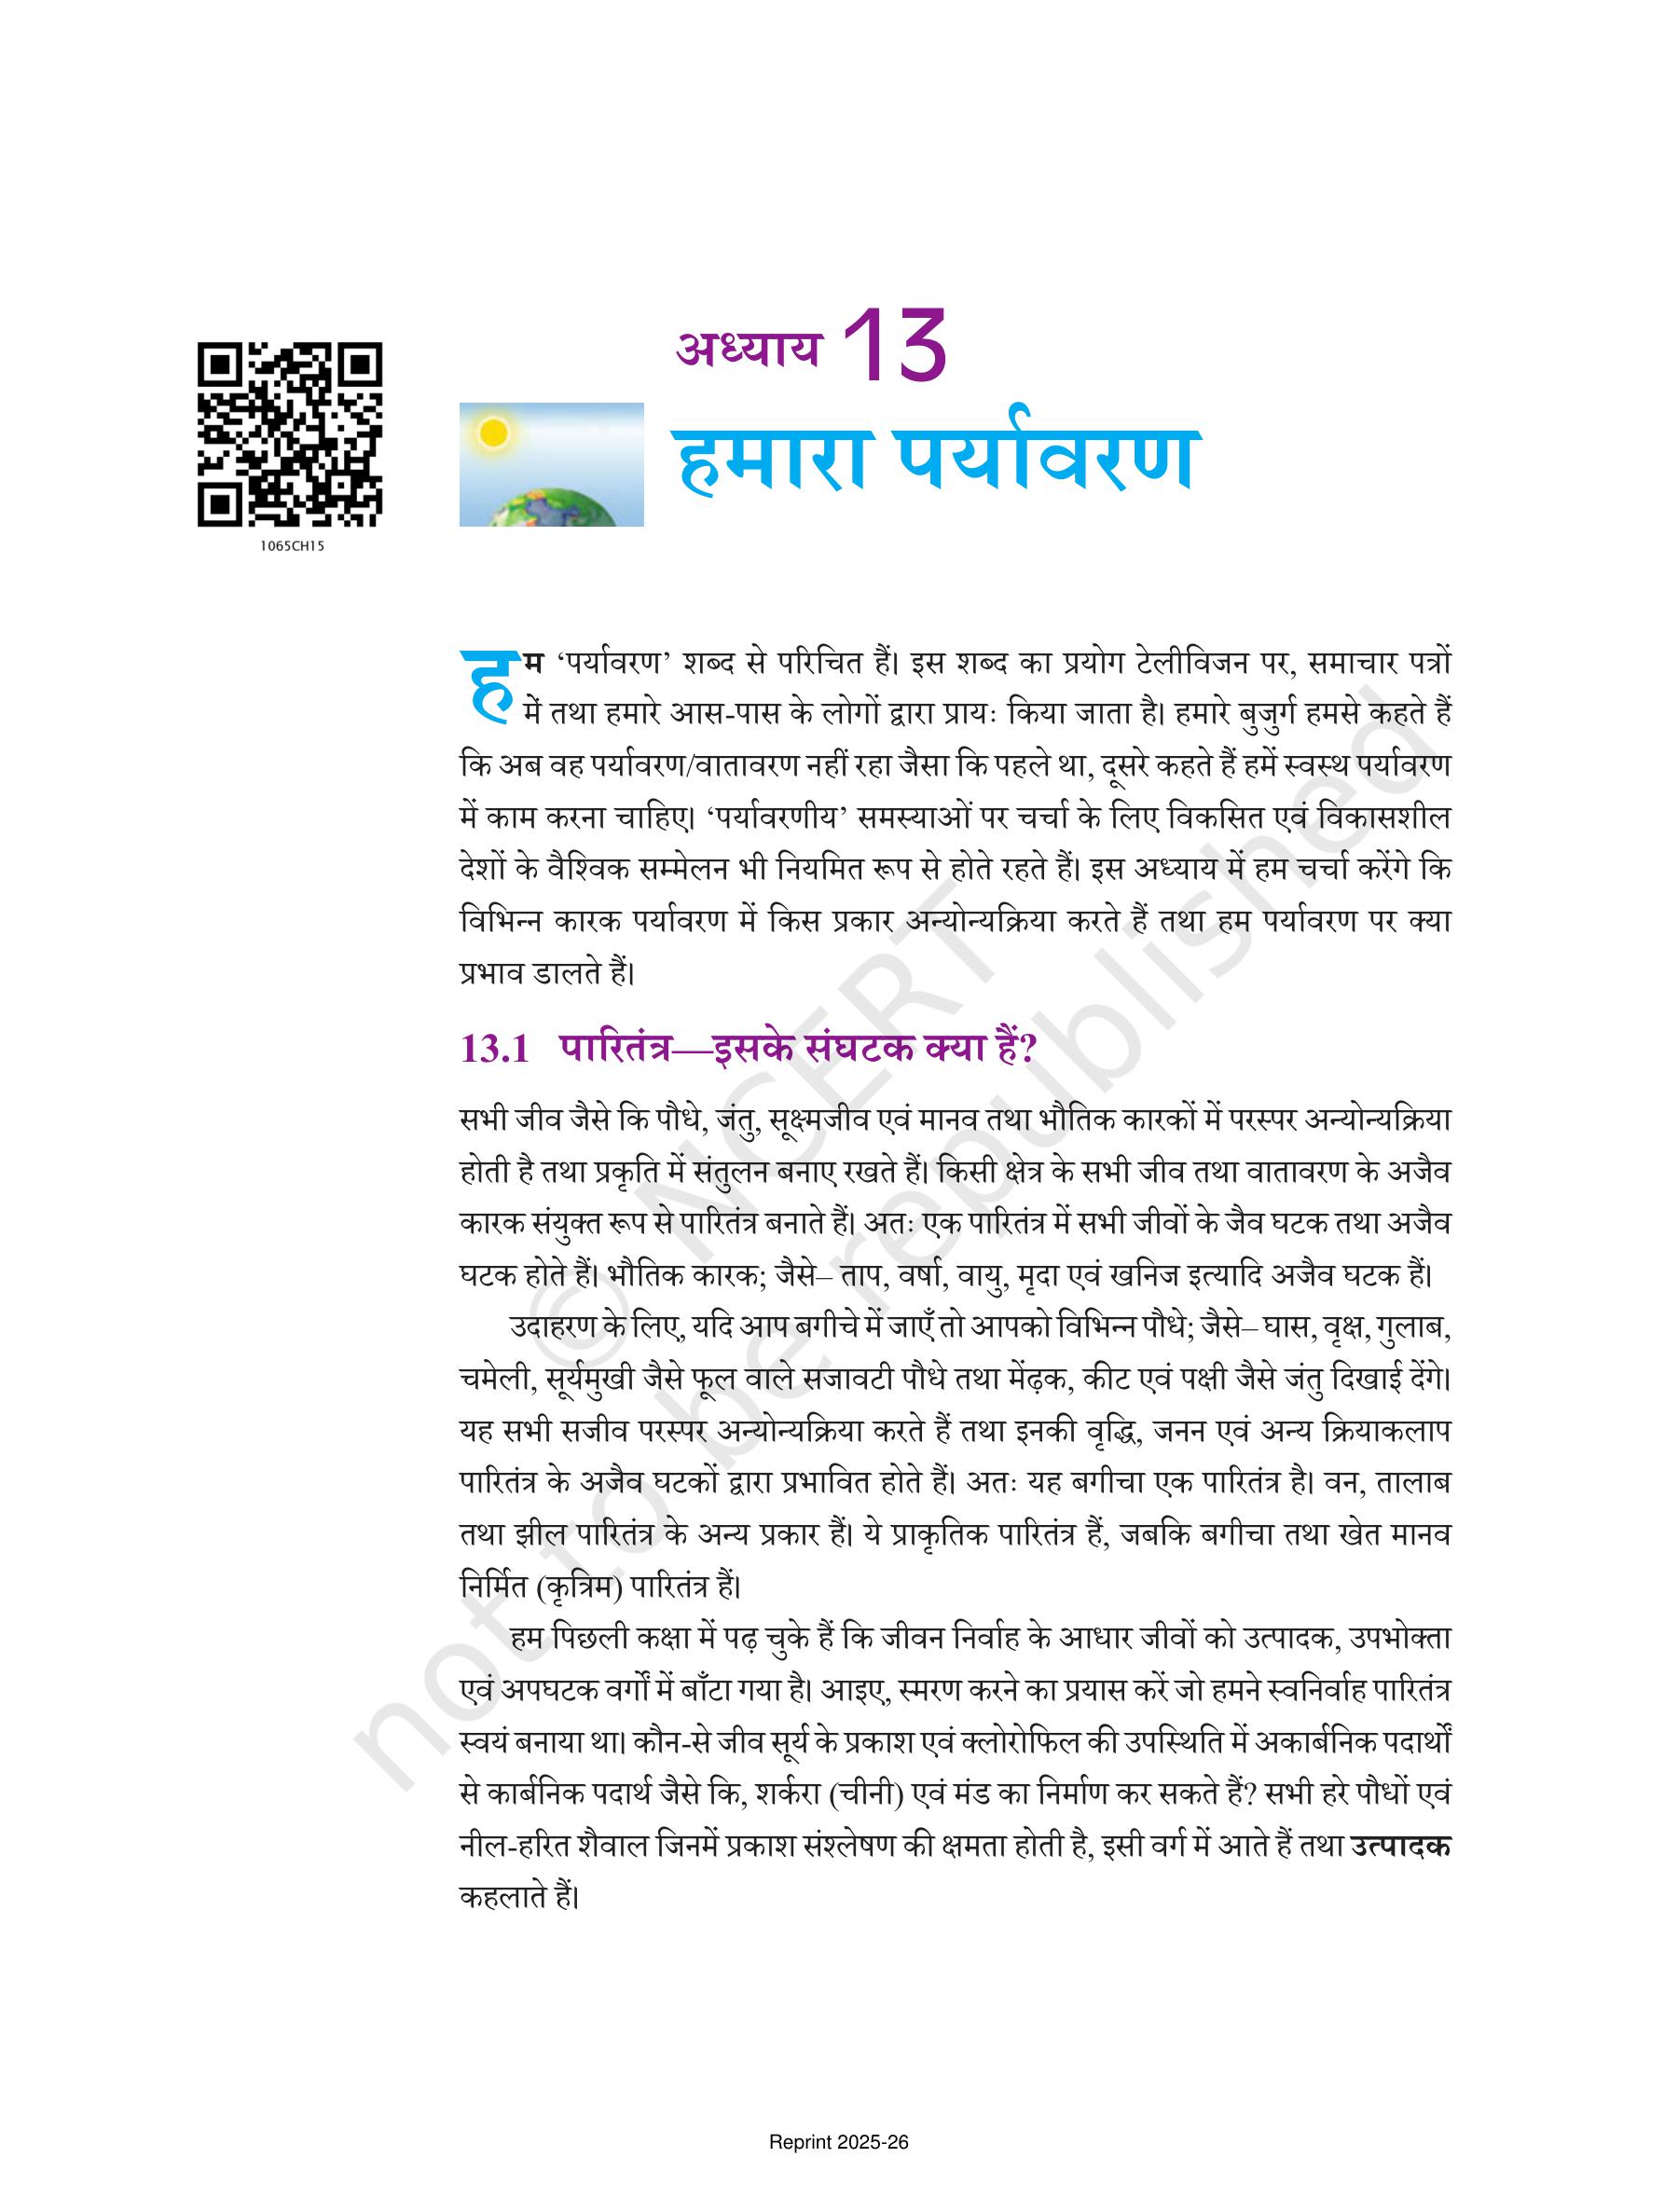 अध्याय 13
हमारा पर्यावरण
1065CH15
हम ‘पर्यावरण’ शब्द से परिचित हैं। इस शब्द का प्रयोग टेलीविजन पर, समाचार पत्रों
में तथा हमारे आस-पास के लोगों द्वारा प्रायः किया जाता है। हमारे बुजुर्ग हमसे कहते हैं
कि अब वह पर्यावरण/वातावरण नहीं रहा जैसा कि पहले था, दूसरे कहते हैं हमें स्वस्थ पर्यावरण
में काम करना चाहिए। ‘पर्यावरणीय’ समस्याओं पर चर्चा के लिए विकसित एवं विकासशील
देशों के वैश्विक सम्मेलन भी नियमित रूप से होते रहते हैं। इस अध्याय में हम चर्चा करेंगे कि
विभिन्न कारक पर्यावरण में किस प्रकार अन्योन्यक्रिया करते हैं तथा हम पर्यावरण पर क्या
प्रभाव डालते हैं।
13.1 पारितंत्र—इसके संघटक क्या हैं?
सभी जीव जैसे कि पौधे, जंतु, सूक्ष्मजीव एवं मानव तथा भौतिक कारकों में परस्पर अन्योन्यक्रिया
होती है तथा प्रकृति में संतुलन बनाए रखते हैं। किसी क्षेत्र के सभी जीव तथा वातावरण के अजैव
कारक संयुक्त रूप से पारितंत्र बनाते हैं। अतः एक पारितंत्र में सभी जीवों के जैव घटक तथा अजैव
घटक होते हैं। भौतिक कारक; जैसे– ताप, वर्षा, वायु, मृदा एवं खनिज इत्यादि अजैव घटक हैं।
उदाहरण के लिए, यदि आप बगीचे में जाएँ तो आपको विभिन्न पौधे; जैसे– घास, वृक्ष, गुलाब,
चमेली, सूर्यमुखी जैसे फूल वाले सजावटी पौधे तथा मेंढ़क, कीट एवं पक्षी जैसे जंतु दिखाई देंगे।
यह सभी सजीव परस्पर अन्योन्यक्रिया करते हैं तथा इनकी वृद्धि, जनन एवं अन्य क्रियाकलाप
पारितंत्र के अजैव घटकों द्वारा प्रभावित होते हैं। अतः यह बगीचा एक पारितंत्र है। वन, तालाब
तथा झील पारितंत्र के अन्य प्रकार हैं। ये प्राकृतिक पारितंत्र हैं, जबकि बगीचा तथा खेत मानव
निर्मित (कृत्रिम) पारितंत्र हैं।
हम पिछली कक्षा में पढ़ चुके हैं कि जीवन निर्वाह के आधार जीवों को उत्पादक, उपभोक्ता
एवं अपघटक वर्गों में बाँटा गया है। आइए, स्मरण करने का प्रयास करें जो हमने स्वनिर्वाह पारितंत्र
स्वयं बनाया था। कौन-से जीव सूर्य के प्रकाश एवं क्लोरोफिल की उपस्थिति में अकार्बनिक पदार्थों
से कार्बनिक पदार्थ जैसे कि, शर्करा (चीनी) एवं मंड का निर्माण कर सकते हैं? सभी हरे पौधों एवं
नील-हरित शैवाल जिनमें प्रकाश संश्लेषण की क्षमता होती है, इसी वर्ग में आते हैं तथा उत्पादक
कहलाते हैं।
© NCERT
not to be republished
Reprint 2025-26